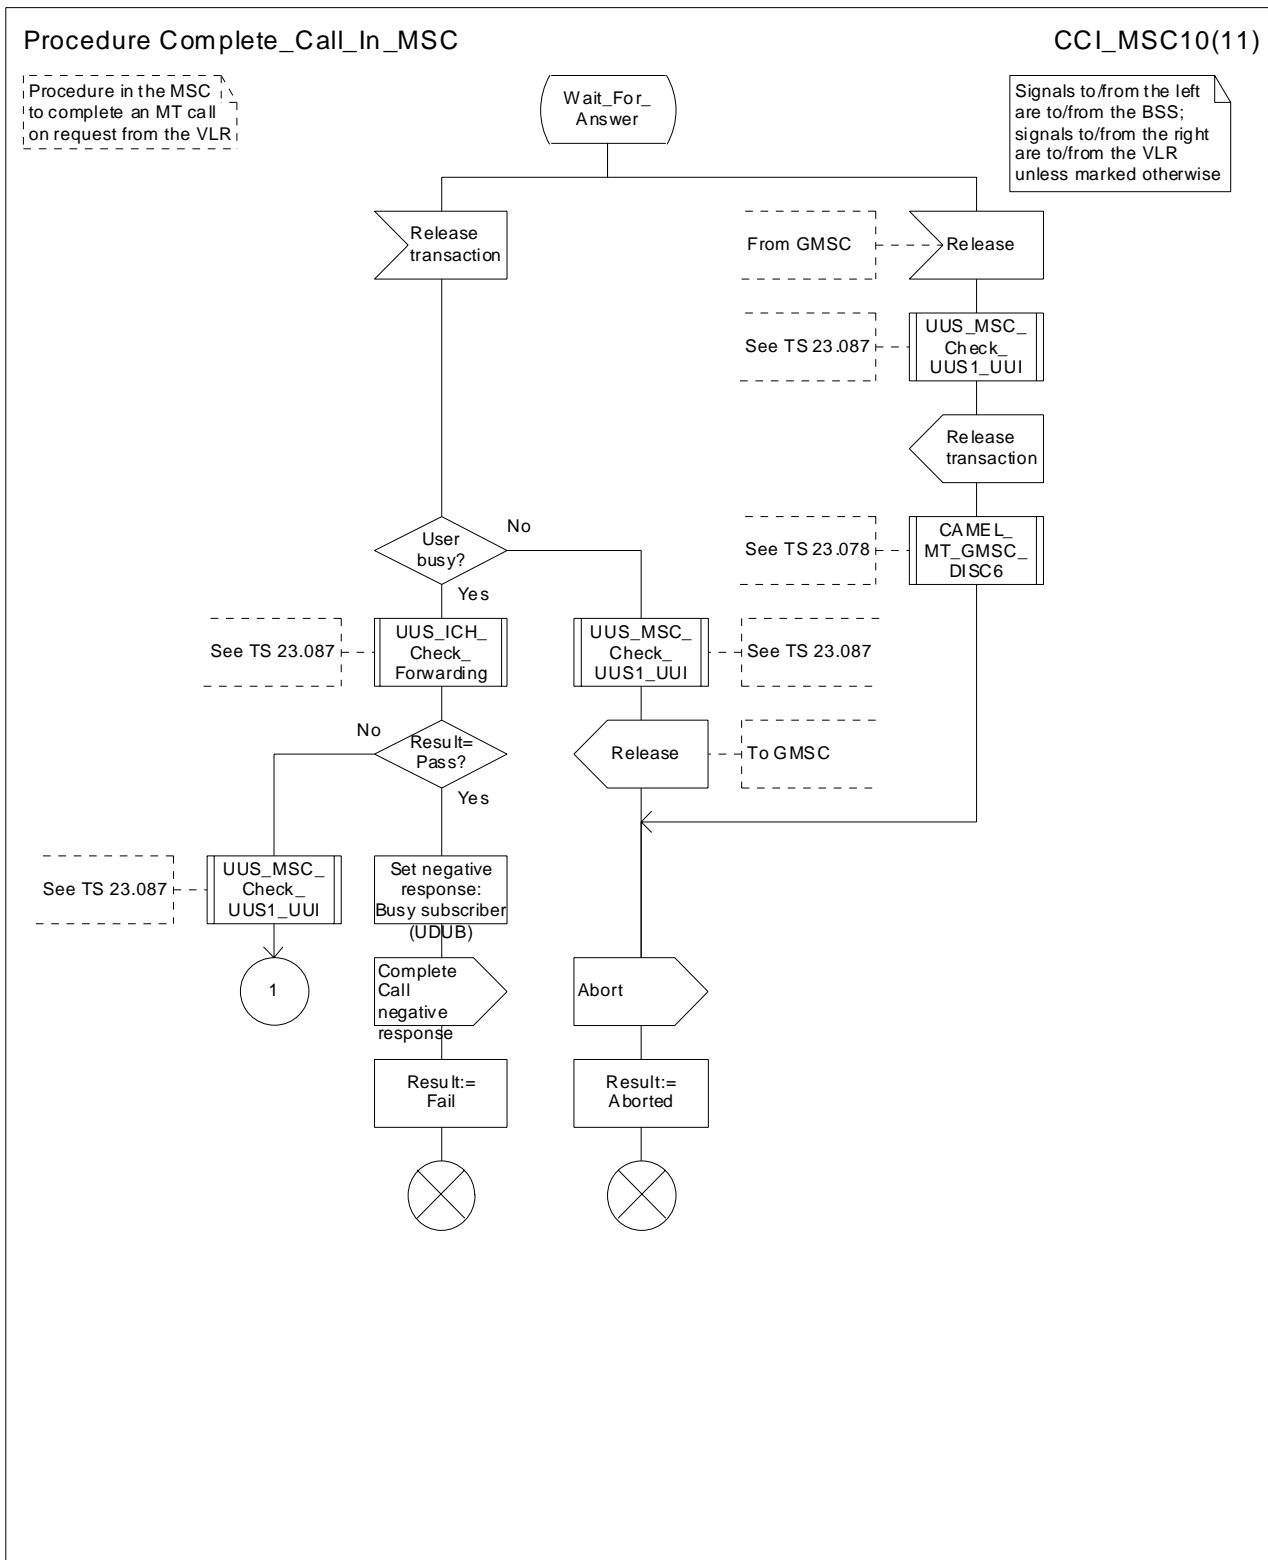 Procedure Complete_Call_In_MSC
CCI_MSC10(11)
Procedure in the MSC
to complete an MT call
on request from the VLR
Wait_For_
Answer
Signals to/from the left
are to/from the BSS;
signals to/from the right
are to/from the VLR
unless marked otherwise
Release
transaction
From GMSC
Release
See TS 23.087
UUS_MSC_
Check_
UUS1_UUI
Release
transaction
User
busy?
No
Yes
See TS 23.078
CAMEL_
MT_GMSC_
DISC6
See TS 23.087
UUS_ICH_
Check_
Forwarding
UUS_MSC_
Check_
UUS1_UUI
See TS 23.087
No
Result=
Pass?
Yes
Release
To GMSC
See TS 23.087
UUS_MSC_
Check_
UUS1_UUI
Set negative
response:
Busy subscriber
(UDUB)
1
Complete
Call
negative
response
Abort
Result:=
Fail
Result:=
Aborted